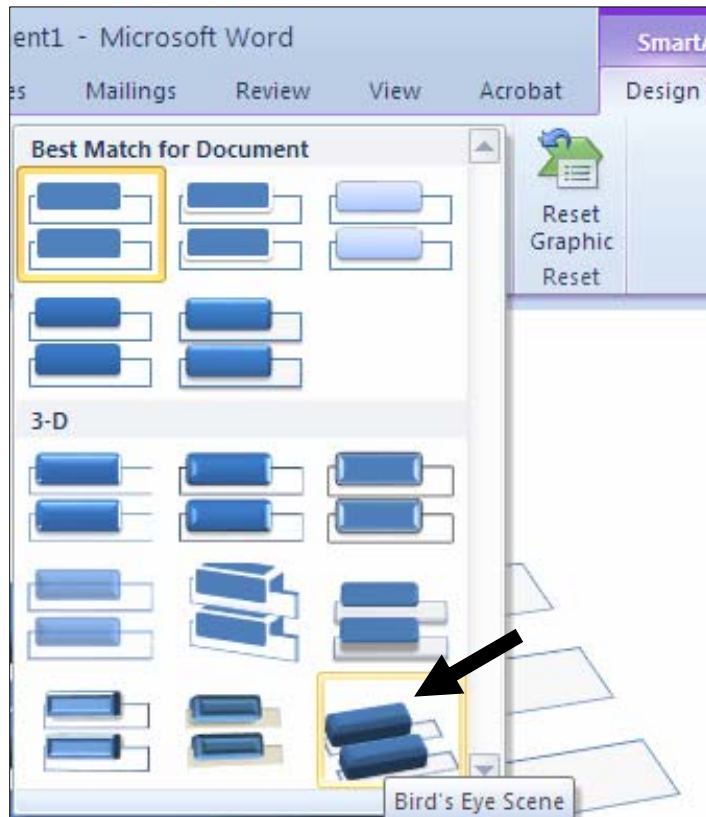 ent1 - Microsoft Word
SmartA
es Mailings Review View Acrobat Design
Best Match for Document
Reset
Graphic
Reset
3-D
Bird's Eye Scene